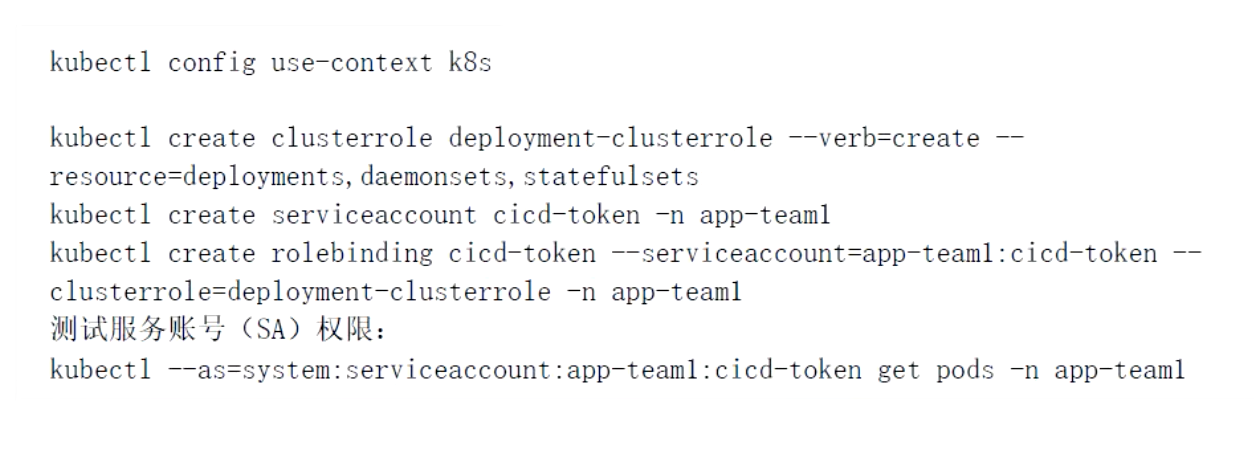 kubectl config use-context k8s
kubectl create clusterrole deployment-clusterrole --verb=create --
resource=deployments,daemonsets,statefulsets
kubectl create serviceaccount cicd-token -n app-team1
kubectl create rolebinding cicd-token --serviceaccount=app-team1:cicd-token --
clusterrole=deployment-clusterrole -n app-team1
测试服务账号（SA）权限：
kubectl --as=system:serviceaccount:app-team1:cicd-token get pods -n app-team1